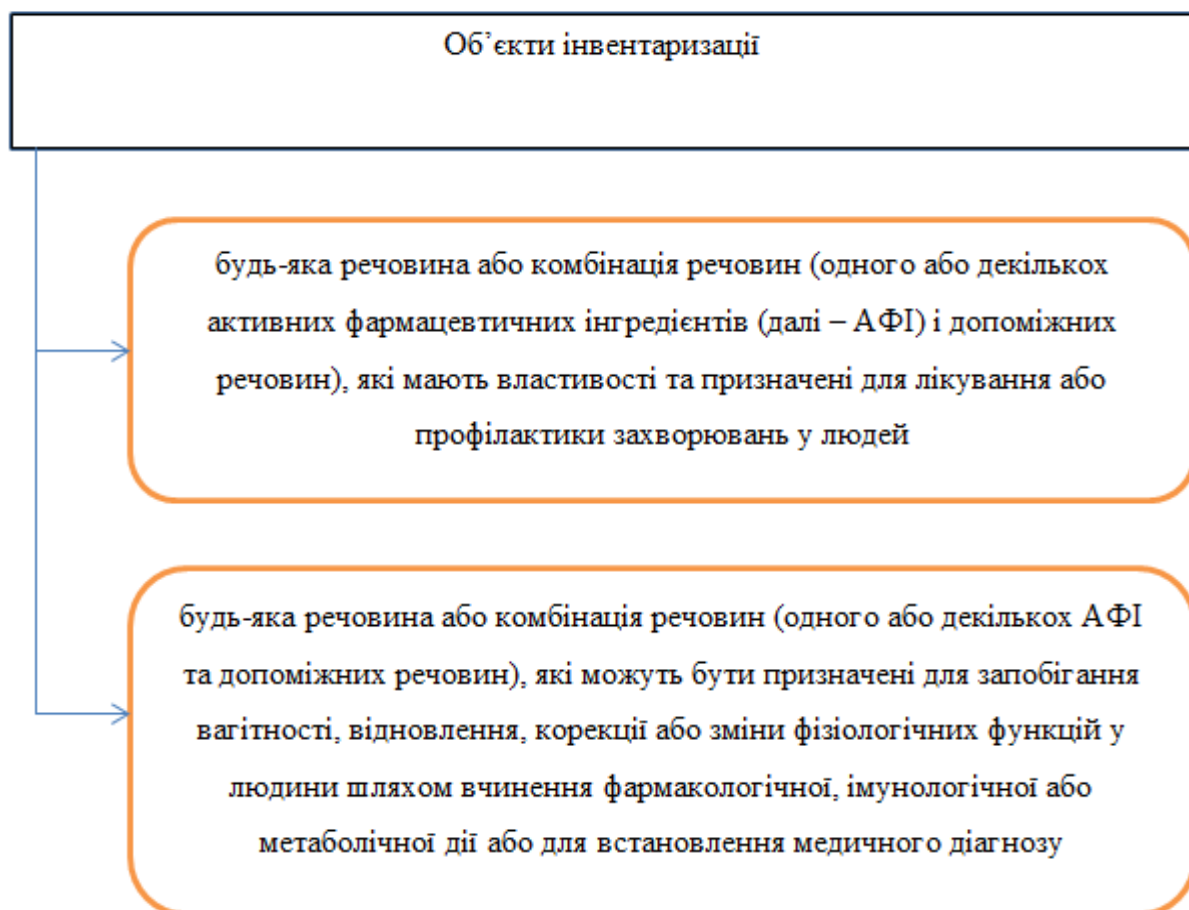 Об’єкти інвентаризації
будь-яка речовина або комбінація речовин (одного або декількох
активних фармацевтичних інгредієнтів (далі – АФІ) і допоміжних
речовин), які мають властивості та призначені для лікування або
профілактики захворювань у людей
будь-яка речовина або комбінація речовин (одного або декількох АФІ
та допоміжних речовин), які можуть бути призначені для запобігання
вагітності, відновлення, корекції або зміни фізіологічних функцій у
людини шляхом вчинення фармакологічної, імунологічної або
метаболічної дії або для встановлення медичного діагнозу